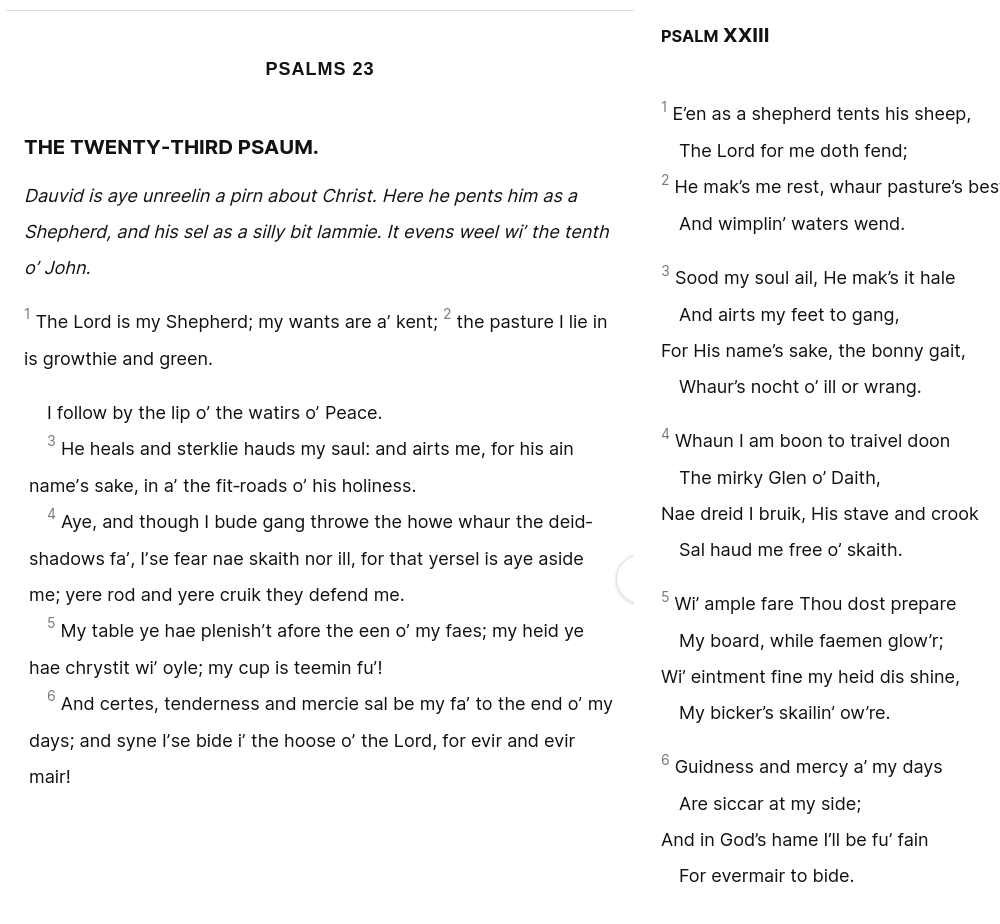 PSALMS 23
THE TWENTY-THIRD PSAUM.
Dauvid is aye unreelin a pirn about Christ. Here he pents him as a
Shepherd, and his sel as a silly bit lammie. It evens weel wi’ the tenth
o’ John.
1 The Lord is my Shepherd; my wants are a’ kent; 2 the pasture I lie in
is growthie and green.
I follow by the lip o’ the watirs o’ Peace.
3 He heals and sterklie hauds my saul: and airts me, for his ain
name’s sake, in a’ the fit-roads o’ his holiness.
4 Aye, and though I bude gang throwe the howe whaur the deid-
shadows fa’, I’se fear nae skaith nor ill, for that yersel is aye aside
me; yere rod and yere cruik they defend me.
5 My table ye hae plenish’t afore the een o’ my faes; my heid ye
hae chrystit wi’ oyle; my cup is teemin fu’!
6 And certes, tenderness and mercie sal be my fa’ to the end o’ my
days; and syne I’se bide i’ the hoose o’ the Lord, for evir and evir
mair!
PSALM XXIII
1 E’en as a shepherd tents his sheep,
The Lord for me doth fend;
2 He mak’s me rest, whaur pasture’s bes
And wimplin’ waters wend.
3 Sood my soul ail, He mak’s it hale
And airts my feet to gang,
For His name’s sake, the bonny gait,
Whaur’s nocht o’ ill or wrang.
4 Whaun I am boon to traivel doon
The mirky Glen o’ Daith,
Nae dreid I bruik, His stave and crook
Sal haud me free o’ skaith.
5 Wi’ ample fare Thou dost prepare
My board, while faemen glow’r;
Wi’ eintment fine my heid dis shine,
My bicker’s skailin’ ow’re.
6 Guidness and mercy a’ my days
Are siccar at my side;
And in God’s hame I’ll be fu’ fain
For evermair to bide.